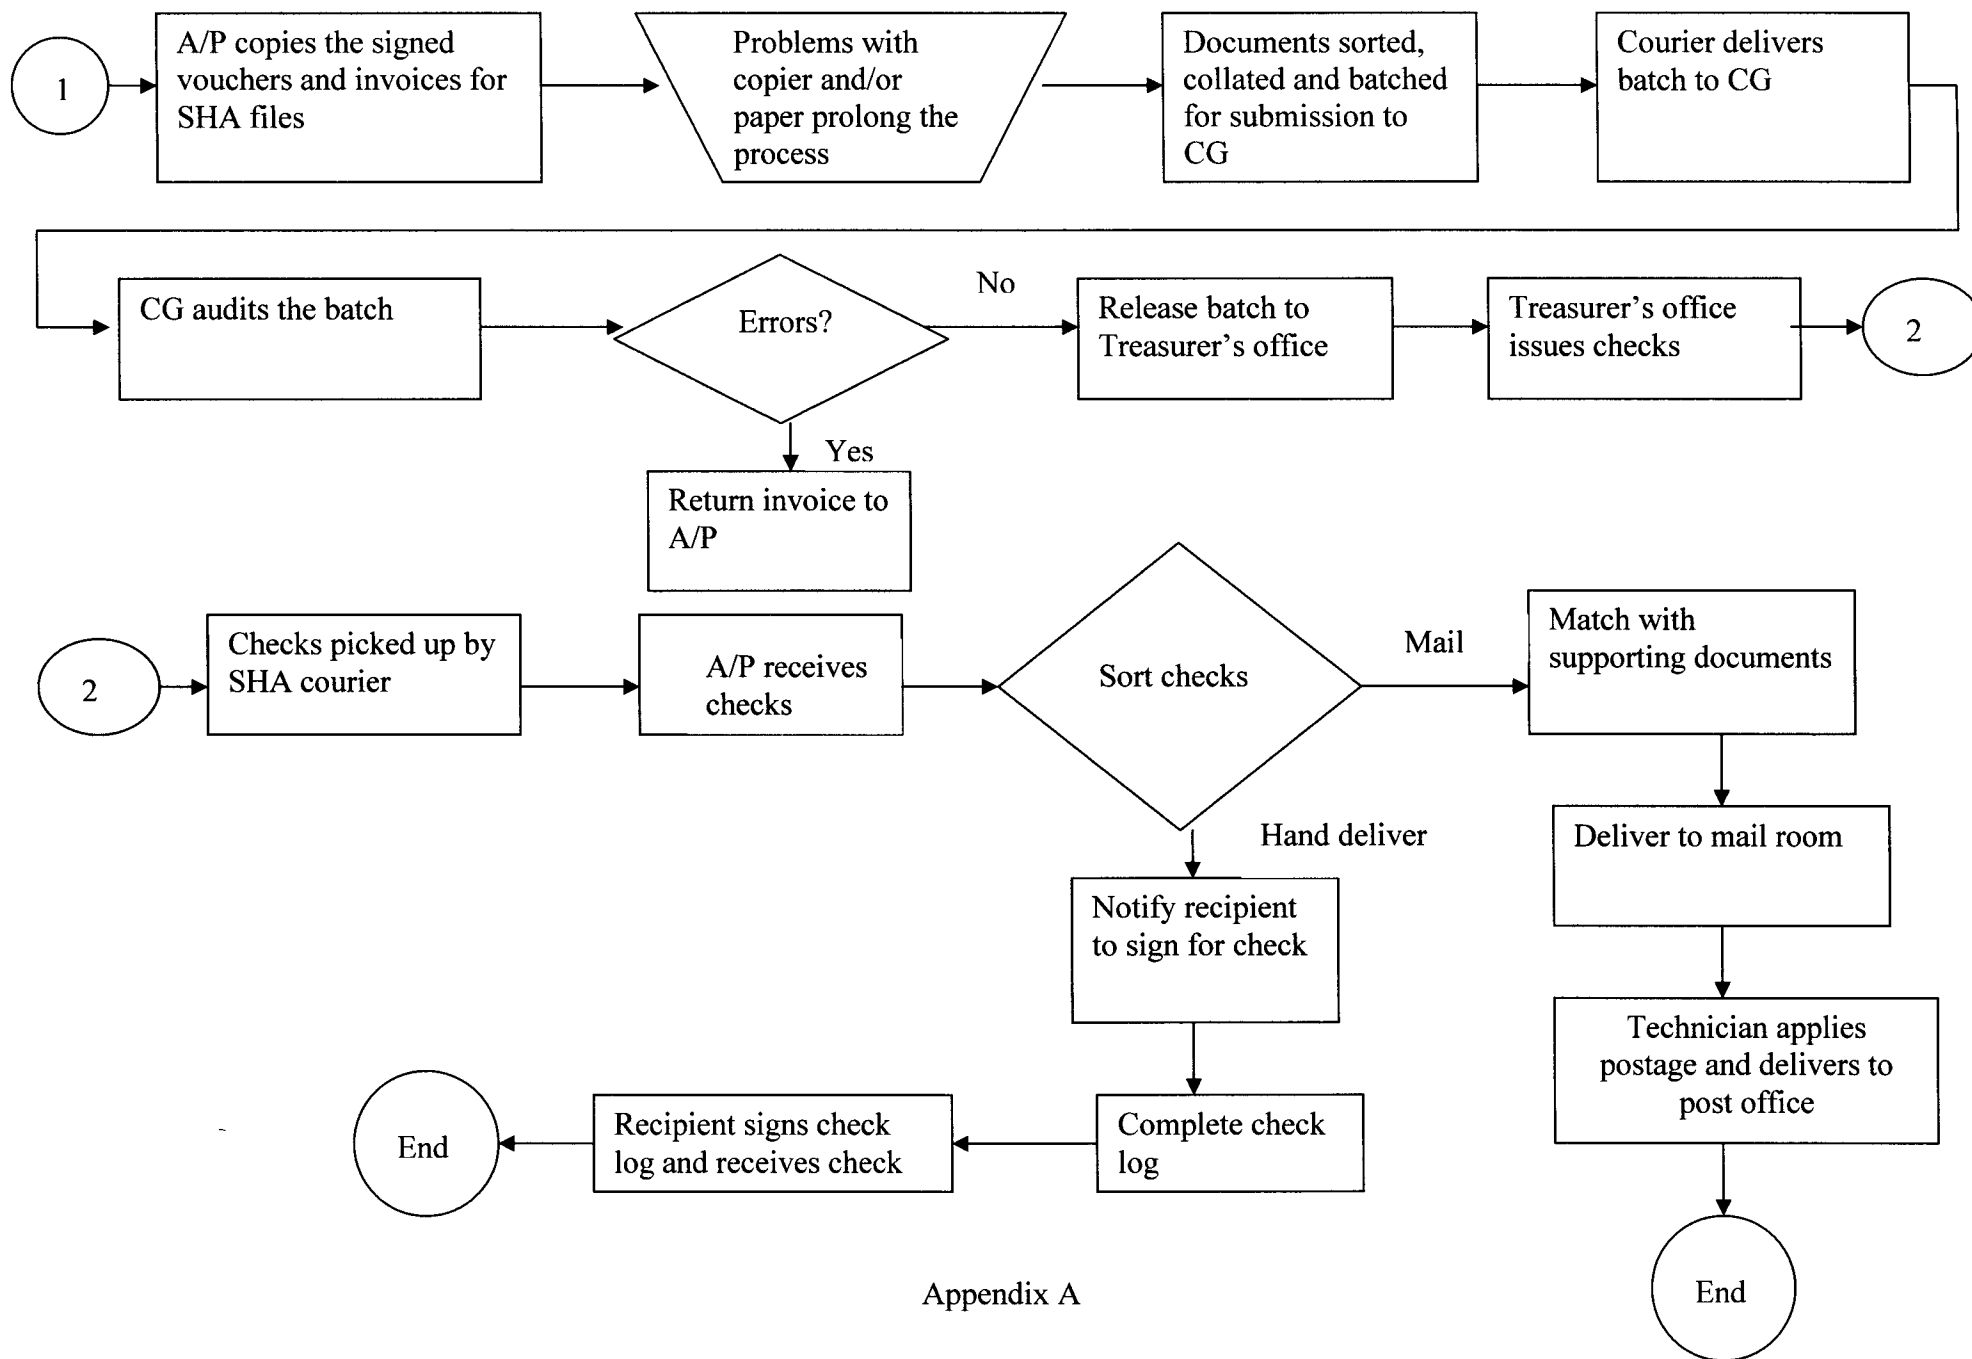 1
A/P copies the signed
vouchers and invoices for
SHA files
Problems with
copier and/or
paper prolong the
process
Documents sorted,
collated and batched
for submission to
CG
Courier delivers
batch to CG
CG audits the batch
Errors?
No
Release batch to
Treasurer's office
Treasurer's office
issues checks
2
Yes
Return invoice to
A/P
2
Checks picked up by
SHA courier
A/P receives
checks
Sort checks
Mail
Match with
supporting documents
Hand deliver
Deliver to mail room
Notify recipient
to sign for check
Technician applies
postage and delivers to
post office
Complete check
log
Recipient signs check
log and receives check
End
End
Appendix A